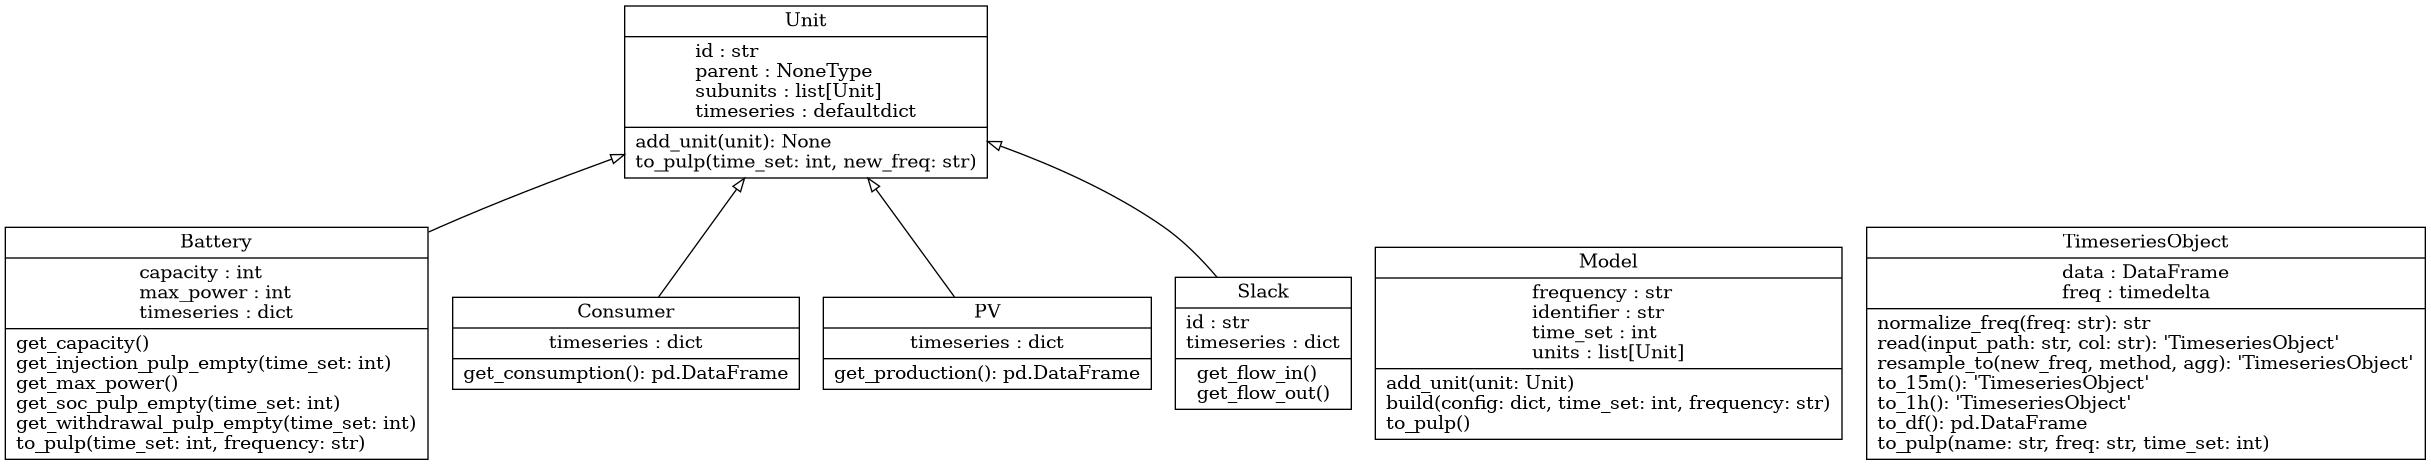 Unit
id : str
parent : NoneType
subunits : list[Unit]
timeseries : defaultdict
add_unit(unit): None
to_pulp(time_set: int, new_freq: str)
Battery
capacity : int
max_power : int
timeseries : dict
get_capacity()
get_injection_pulp_empty(time_set: int)
get_max_power()
get_soc_pulp_empty(time_set: int)
get_withdrawal_pulp_empty(time_set: int)
to_pulp(time_set: int, frequency: str)
Consumer
timeseries : dict
get_consumption(): pd.DataFrame
PV
timeseries : dict
get_production(): pd.DataFrame
Slack
id : str
timeseries : dict
get_flow_in()
get_flow_out()
Model
frequency : str
identifier : str
time_set : int
units : list[Unit]
add_unit(unit: Unit)
build(config: dict, time_set: int, frequency: str)
to_pulp()
TimeseriesObject
data : DataFrame
freq : timedelta
normalize_freq(freq: str): str
read(input_path: str, col: str): 'TimeseriesObject'
resample_to(new_freq, method, agg): 'TimeseriesObject'
to_15m(): 'TimeseriesObject'
to_1h(): 'TimeseriesObject'
to_df(): pd.DataFrame
to_pulp(name: str, freq: str, time_set: int)